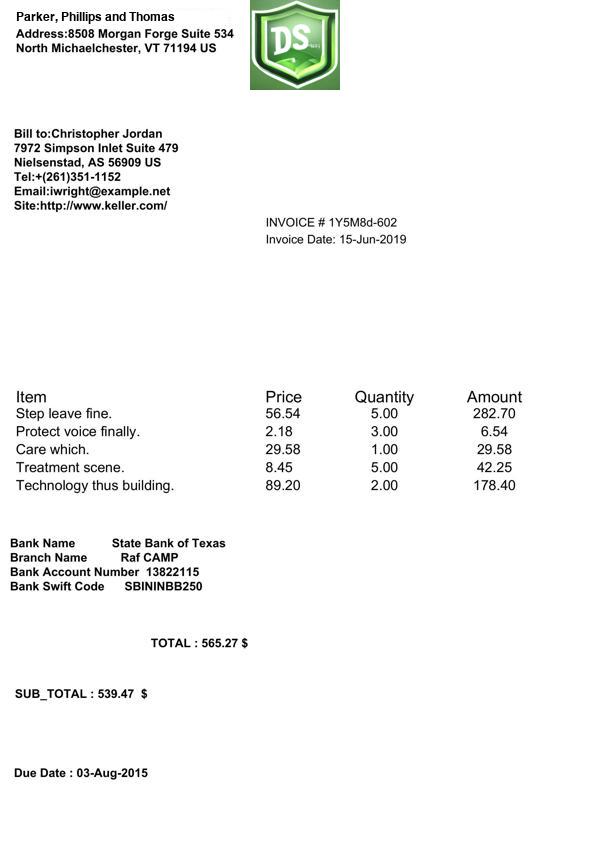 Parker, Phillips and Thomas
Address:8508 Morgan Forge Suite 534
North Michaelchester, VT 71194 US
DS
Bill to:Christopher Jordan
7972 Simpson Inlet Suite 479
Nielsenstad, AS 56909 US
Tel:+(261)351-1152
Email:iwright@example.net
Site:http://www.keller.com/
INVOICE # 1Y5M8d-602
Invoice Date: 15-Jun-2019
Item Price Quantity Amount
Step leave fine. 56.54 5.00 282.70
Protect voice finally. 2.18 3.00 6.54
Care which. 29.58 1.00 29.58
Treatment scene. 8.45 5.00 42.25
Technology thus building. 89.20 2.00 178.40
Bank Name State Bank of Texas
Branch Name Raf CAMP
Bank Account Number 13822115
Bank Swift Code SBININBB250
TOTAL : 565.27 $
SUB_TOTAL : 539.47 $
Due Date : 03-Aug-2015